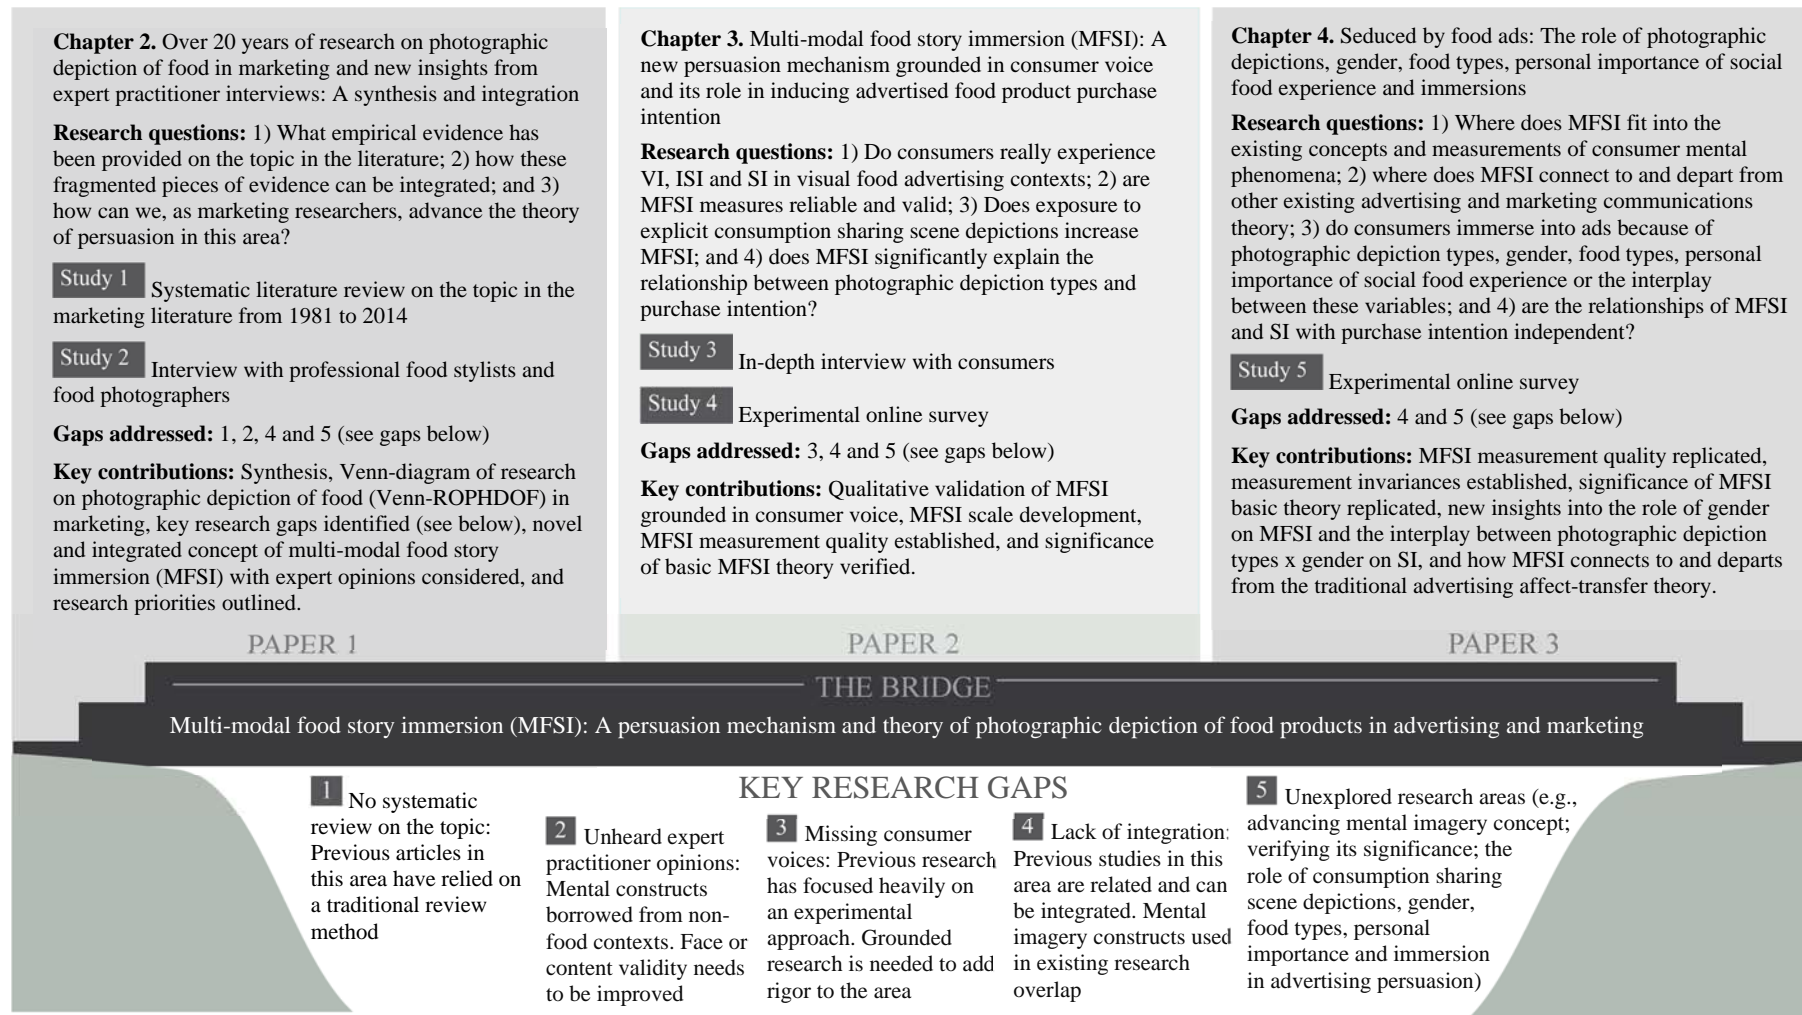 Chapter 2. Over 20 years of research on photographic
depiction of food in marketing and new insights from
expert practitioner interviews: A synthesis and integration
Research questions: 1) What empirical evidence has
been provided on the topic in the literature; 2) how these
fragmented pieces of evidence can be integrated; and 3)
how can we, as marketing researchers, advance the theory
of persuasion in this area?
Study 1 Systematic literature review on the topic in the
marketing literature from 1981 to 2014
Study 2 Interview with professional food stylists and
food photographers
Gaps addressed: 1, 2, 4 and 5 (see gaps below)
Key contributions: Synthesis, Venn-diagram of research
on photographic depiction of food (Venn-ROPHDOF) in
marketing, key research gaps identified (see below), novel
and integrated concept of multi-modal food story
immersion (MFSI) with expert opinions considered, and
research priorities outlined.
PAPER 1
Chapter 3. Multi-modal food story immersion (MFSI): A
new persuasion mechanism grounded in consumer voice
and its role in inducing advertised food product purchase
intention
Research questions: 1) Do consumers really experience
VI, ISI and SI in visual food advertising contexts; 2) are
MFSI measures reliable and valid; 3) Does exposure to
explicit consumption sharing scene depictions increase
MFSI; and 4) does MFSI significantly explain the
relationship between photographic depiction types and
purchase intention?
Study 3 In-depth interview with consumers
Study 4 Experimental online survey
Gaps addressed: 3, 4 and 5 (see gaps below)
Key contributions: Qualitative validation of MFSI
grounded in consumer voice, MFSI scale development,
MFSI measurement quality established, and significance
of basic MFSI theory verified.
PAPER 2
Chapter 4. Seduced by food ads: The role of photographic
depictions, gender, food types, personal importance of social
food experience and immersions
Research questions: 1) Where does MFSI fit into the
existing concepts and measurements of consumer mental
phenomena; 2) where does MFSI connect to and depart from
other existing advertising and marketing communications
theory; 3) do consumers immerse into ads because of
photographic depiction types, gender, food types, personal
importance of social food experience or the interplay
between these variables; and 4) are the relationships of MFSI
and SI with purchase intention independent?
Study 5 Experimental online survey
Gaps addressed: 4 and 5 (see gaps below)
Key contributions: MFSI measurement quality replicated,
measurement invariances established, significance of MFSI
basic theory replicated, new insights into the role of gender
on MFSI and the interplay between photographic depiction
types x gender on SI, and how MFSI connects to and departs
from the traditional advertising affect-transfer theory.
PAPER 3
THE BRIDGE
Multi-modal food story immersion (MFSI): A persuasion mechanism and theory of photographic depiction of food products in advertising and marketing
KEY RESEARCH GAPS
1 No systematic
review on the topic:
Previous articles in
this area have relied on
a traditional review
method
2 Unheard expert
practitioner opinions:
Mental constructs
borrowed from non-
food contexts. Face or
content validity needs
to be improved
3 Missing consumer
voices: Previous research
has focused heavily on
an experimental
approach. Grounded
research is needed to add
rigor to the area
4 Lack of integration:
Previous studies in this
area are related and can
be integrated. Mental
imagery constructs used
in existing research
overlap
5 Unexplored research areas (e.g.,
advancing mental imagery concept;
verifying its significance; the
role of consumption sharing
scene depictions, gender,
food types, personal
importance and immersion
in advertising persuasion)